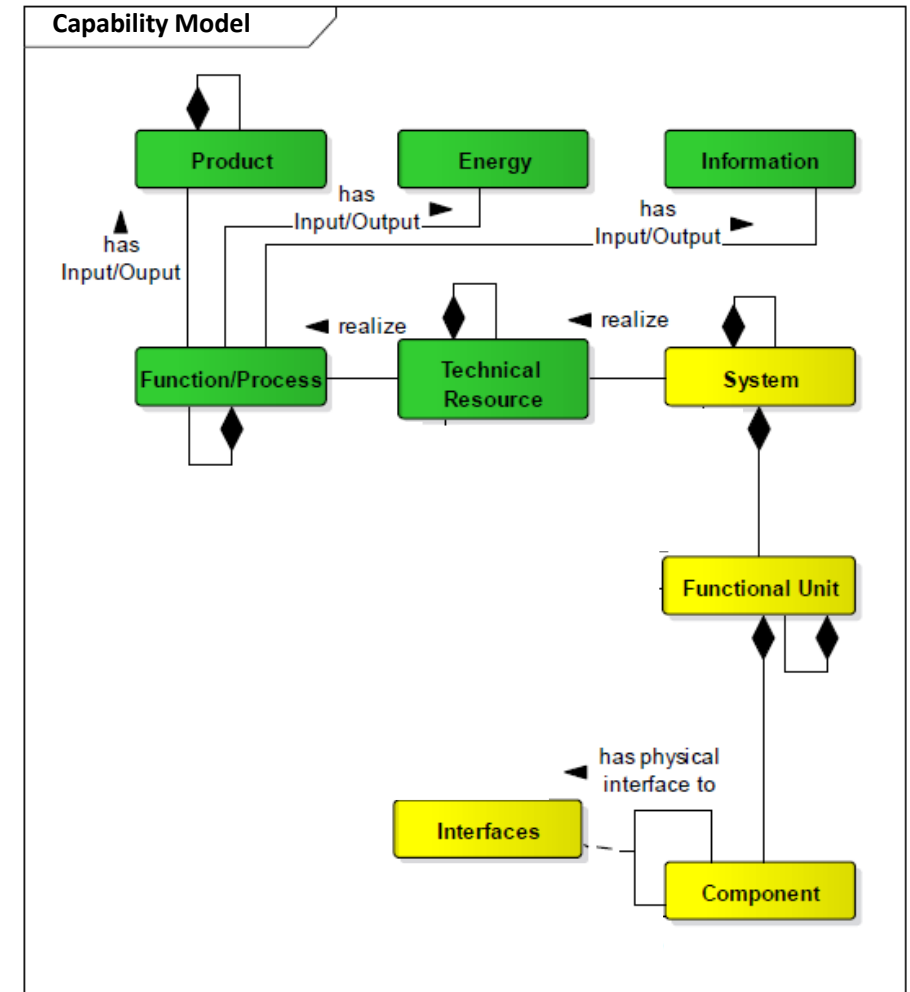 Capability Model
Product
Energy
Information
has
Input/Output
has
Input/Output
has
Input/Ouput
realize
realize
Function/Process
Technical
Resource
System
Functional Unit
has physical
interface to
Interfaces
Component